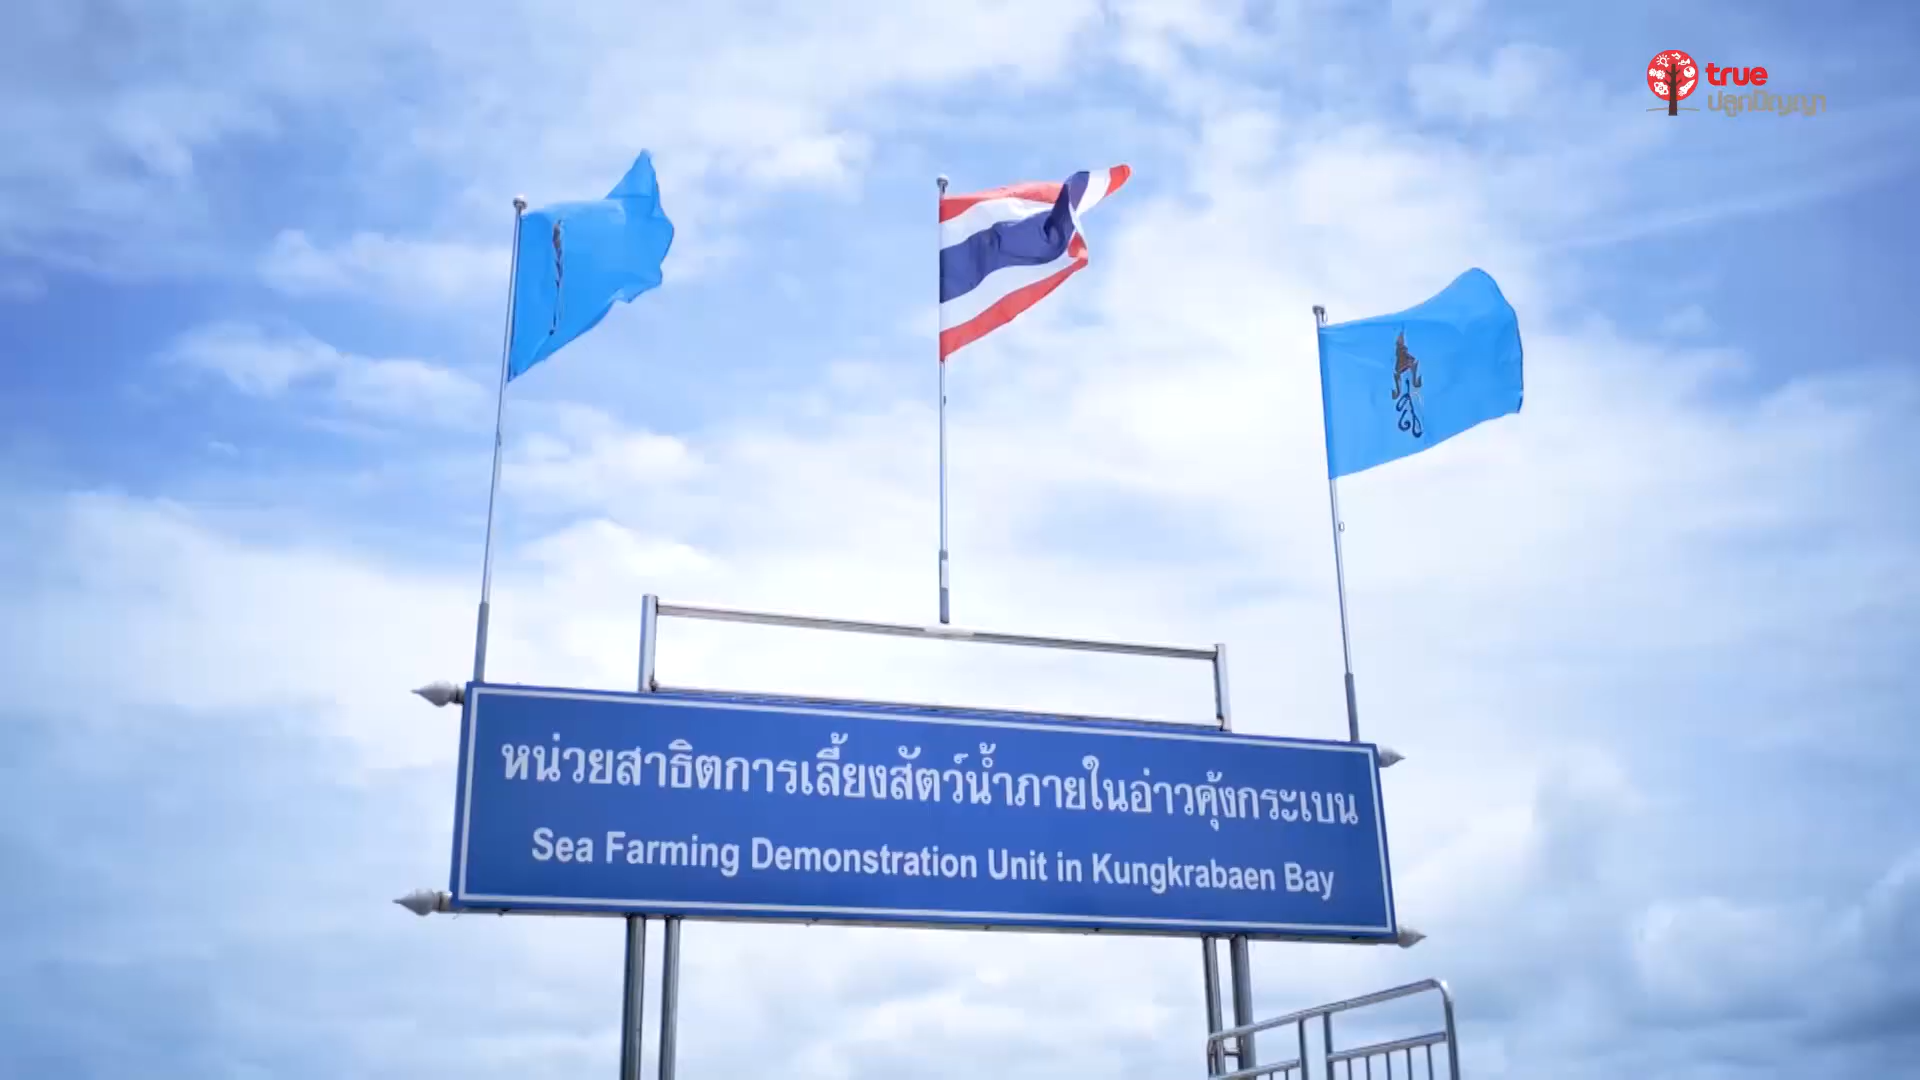 true
ปลูกปัญญา
หน่วยสาธิตการเลี้ยงสัตว์น้ำภายในอ่าวคุ้งกระเบน
Sea Farming Demonstration Unit in Kungkrabaen Bay